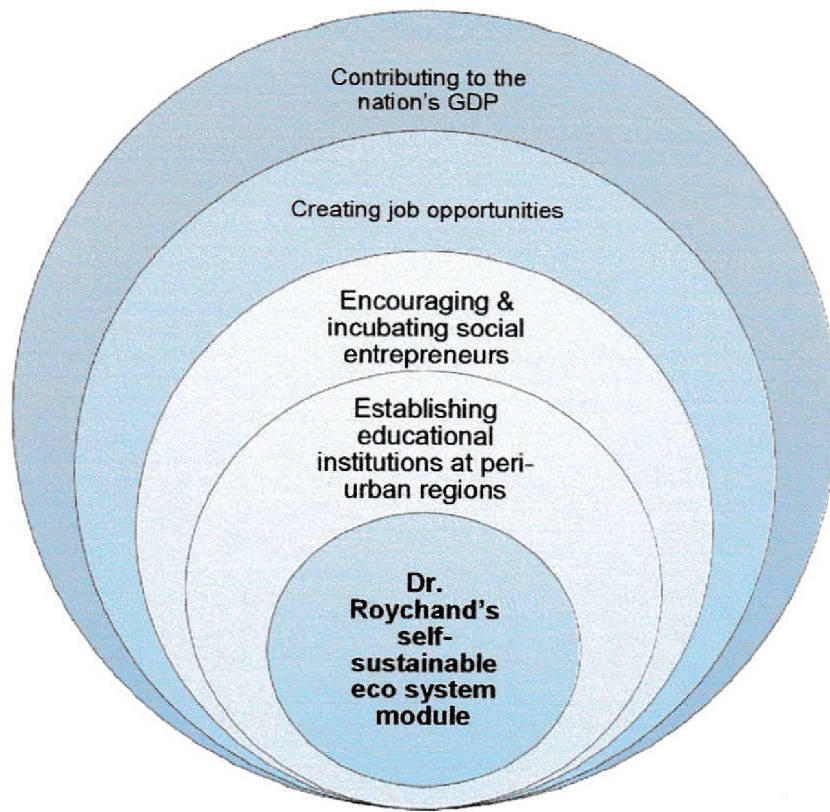 Contributing to the
nation's GDP
Creating job opportunities
Encouraging &
incubating social
entrepreneurs
Establishing
educational
institutions at peri-
urban regions
Dr.
Roychand's
self-
sustainable
eco system
module